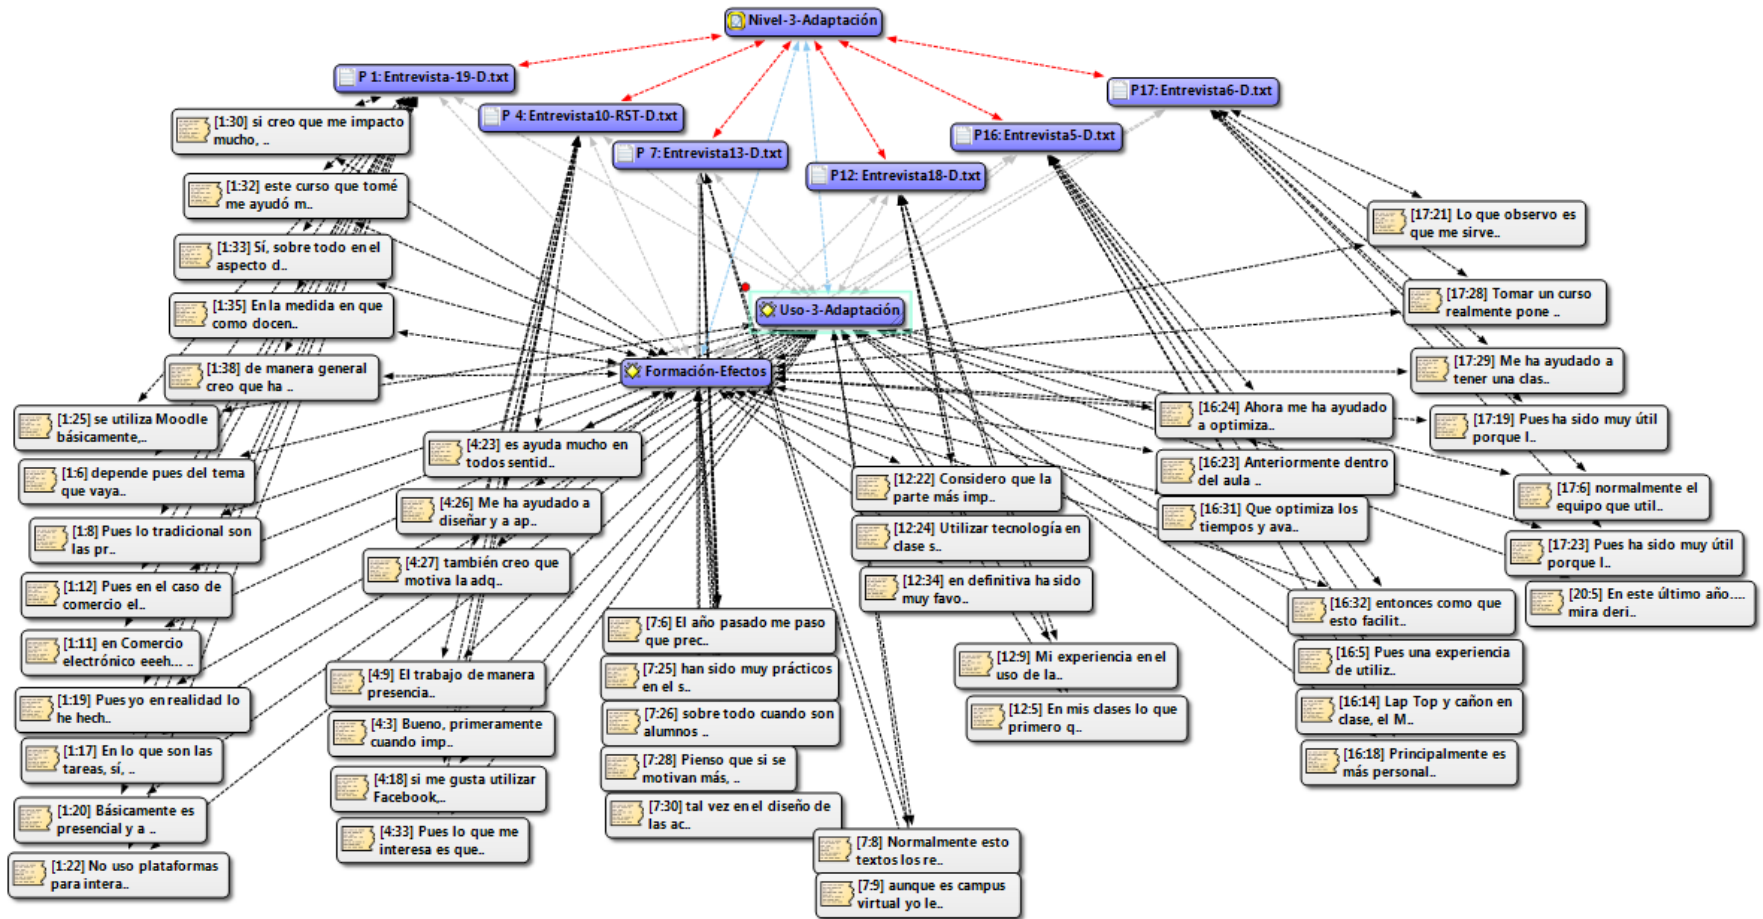 Nivel-3-Adaptación
P 1: Entrevista-19-D.txt
P 4: Entrevista10-RST-D.txt
P 7: Entrevista13-D.txt
P12: Entrevista18-D.txt
P16: Entrevista5-D.txt
P17: Entrevista6-D.txt
Uso-3-Adaptación
Formación-Efectos
[1:30] si creo que me impacto
mucho, ..
[1:32] este curso que tomé
me ayudó m..
[1:33] Sí, sobre todo en el
aspecto d..
[1:35] En la medida en que
como docen..
[1:38] de manera general
creo que ha ..
[1:25] se utiliza Moodle
básicamente,..
[1:6] depende pues del tema
que vaya..
[1:8] Pues lo tradicional son
las pr..
[1:12] Pues en el caso de
comercio el..
[1:11] en Comercio
electrónico eeeh... ..
[1:19] Pues yo en realidad lo
he hech..
[1:17] En lo que son las
tareas, sí, ..
[1:20] Básicamente es
presencial y a ..
[1:22] No uso plataformas
para intera..
[4:23] es ayuda mucho en
todos sentid..
[4:26] Me ha ayudado a
diseñar y a ap..
[4:27] también creo que
motiva la adq..
[4:9] El trabajo de manera
presencia..
[4:3] Bueno, primeramente
cuando imp..
[4:18] si me gusta utilizar
Facebook,..
[4:33] Pues lo que me
interesa es que..
[7:6] El año pasado me paso
que prec..
[7:25] han sido muy prácticos
en el s..
[7:26] sobre todo cuando son
alumnos ..
[7:28] Pienso que si se
motivan más, ..
[7:30] tal vez en el diseño de
las ac..
[7:8] Normalmente esto
textos los re..
[7:9] aunque es campus
virtual yo le..
[12:22] Considero que la
parte más imp..
[12:24] Utilizar tecnología en
clase s..
[12:34] en definitiva ha sido
muy favo..
[12:9] Mi experiencia en el
uso de la..
[12:5] En mis clases lo que
primero q..
[16:24] Ahora me ha ayudado
a optimiza..
[16:23] Anteriormente dentro
del aula ..
[16:31] Que optimiza los
tiempos y ava..
[16:32] entonces como que
esto facilit..
[16:5] Pues una experiencia
de utiliz..
[16:14] Lap Top y cañon en
clase, el M..
[16:18] Principalmente es
más personal..
[17:21] Lo que observo es
que me sirve..
[17:28] Tomar un curso
realmente pone ..
[17:29] Me ha ayudado a
tener una clas..
[17:19] Pues ha sido muy útil
porque l..
[17:6] normalmente el
equipo que util..
[17:23] Pues ha sido muy útil
porque l..
[20:5] En este último año....
mira deri..